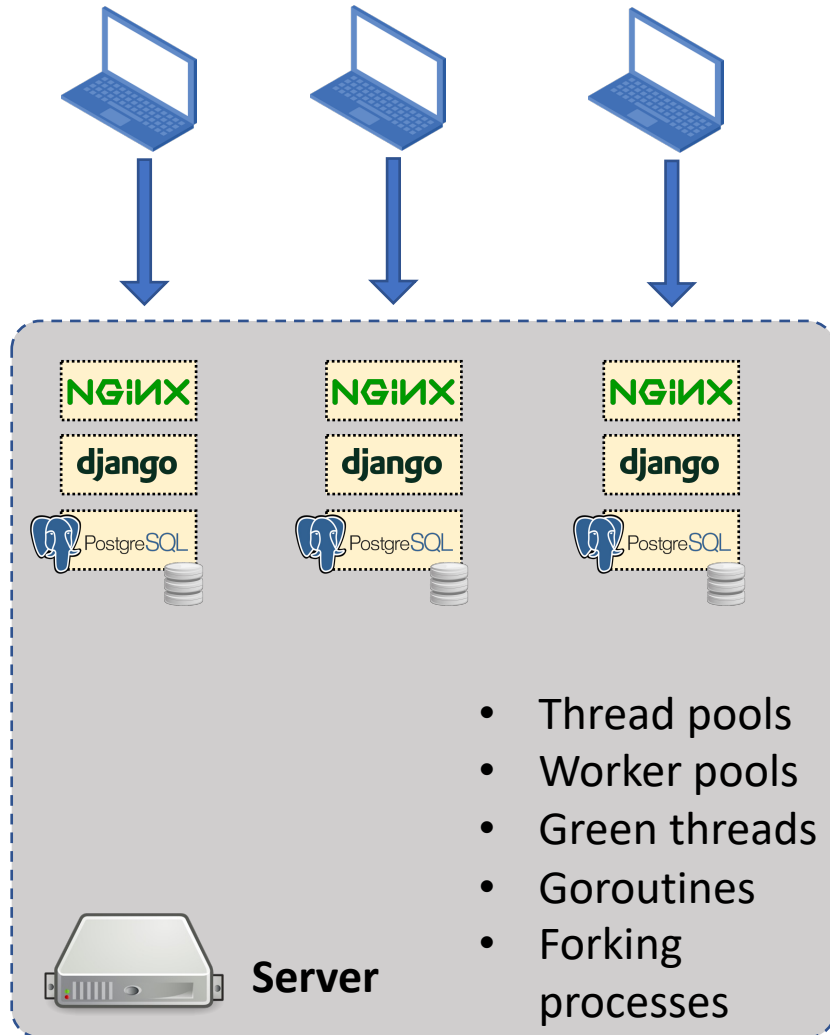 NGiNX NGiNX NGiNX
django django django
PostgreSQL PostgreSQL PostgreSQL
• Thread pools
• Worker pools
• Green threads
• Goroutines
• Forking
processes
Server